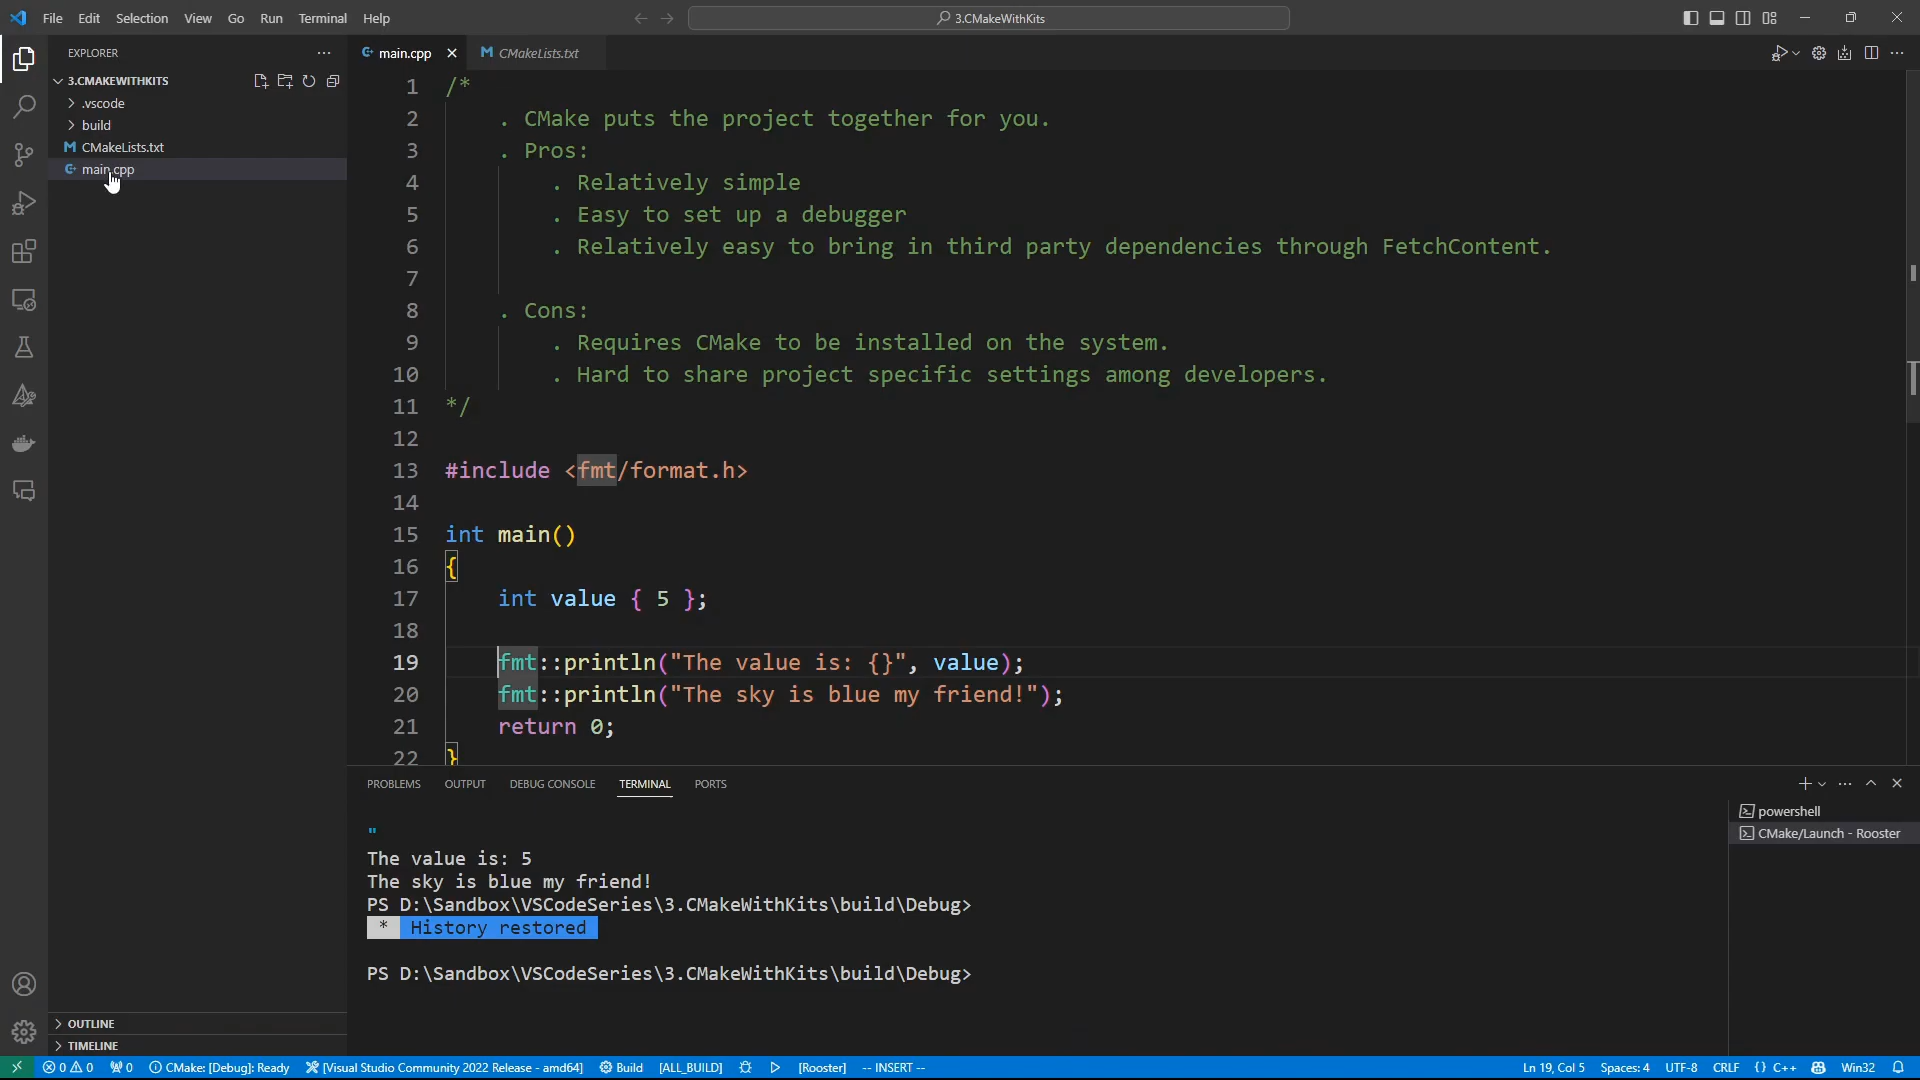 File Edit Selection View Go Run Terminal Help
3.CMakeWithKits
EXPLORER
3.CMAKEWITHKITS
.vscode
build
CMakeLists.txt
main.cpp
OUTLINE
TIMELINE
main.cpp
CMakeLists.txt
1 /*
2 . CMake puts the project together for you.
3 . Pros:
4 . Relatively simple
5 . Easy to set up a debugger
6 . Relatively easy to bring in third party dependencies through FetchContent.
7
8 . Cons:
9 . Requires CMake to be installed on the system.
10 . Hard to share project specific settings among developers.
11 */
12
13 #include <fmt/format.h>
14
15 int main()
16 {
17 int value { 5 };
18
19 fmt::println("The value is: {}", value);
20 fmt::println("The sky is blue my friend!");
21 return 0;
22 }
PROBLEMS OUTPUT DEBUG CONSOLE TERMINAL PORTS
"
The value is: 5
The sky is blue my friend!
PS D:\Sandbox\VSCodeSeries\3.CMakeWithKits\build\Debug>
* History restored
PS D:\Sandbox\VSCodeSeries\3.CMakeWithKits\build\Debug>
powershell
CMake/Launch - Rooster
0 0 0 CMake: [Debug]: Ready [Visual Studio Community 2022 Release - amd64] Build [ALL_BUILD] [Rooster] -- INSERT -- Ln 19, Col 5 Spaces: 4 UTF-8 CRLF {} C++ Win32